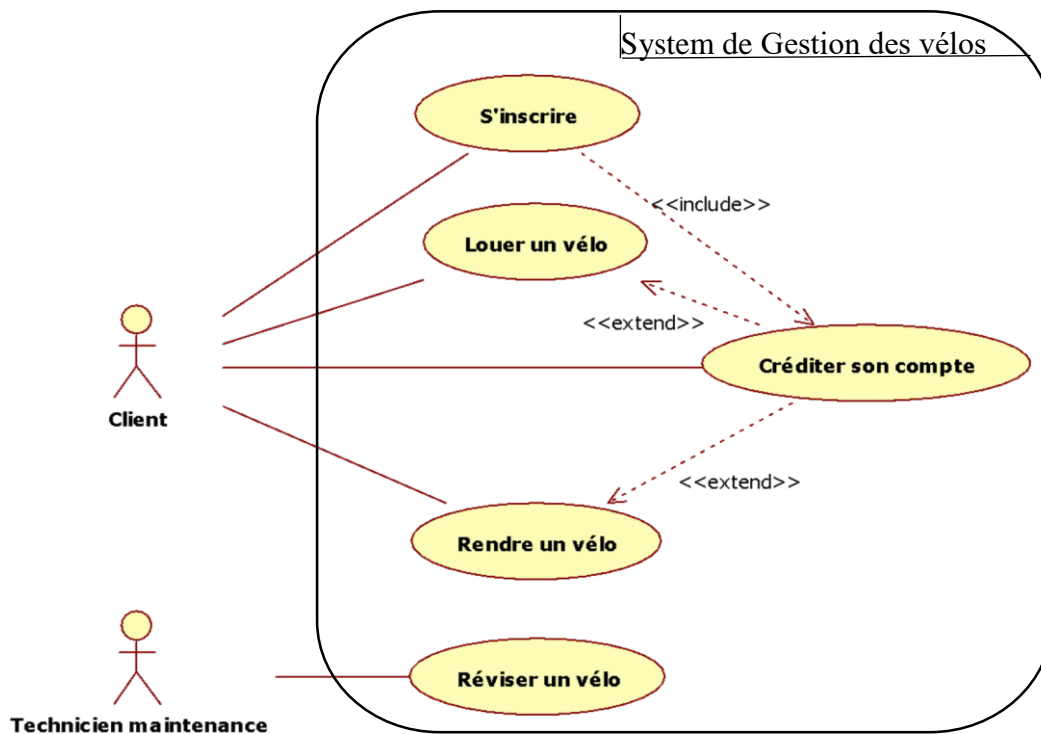 System de Gestion des vélos
S'inscrire
<<include>>
Louer un vélo
<<extend>>
Créditer son compte
Client
<<extend>>
Rendre un vélo
Réviser un vélo
Technicien maintenance